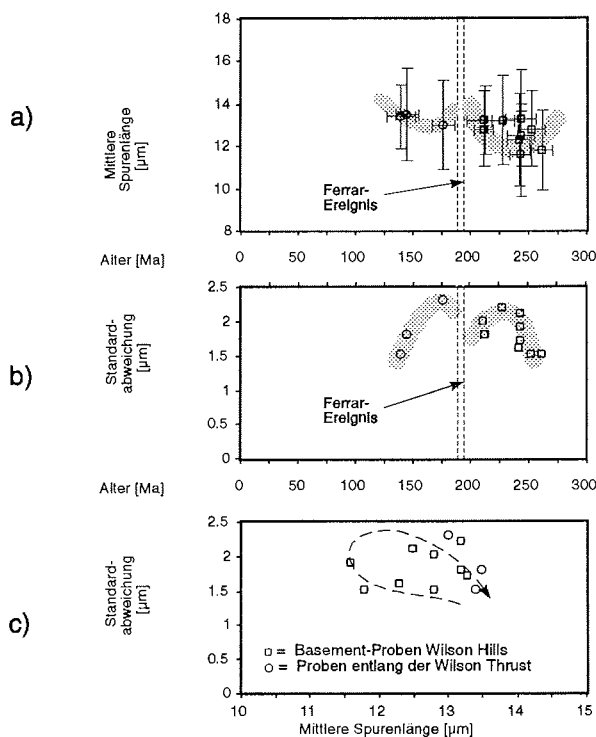 a)
Mittlere
Spurenlänge
[µm]
18
16
14
12
10
8
Ferrar-
Ereignis
Alter [Ma]
0
50
100
150
200
250
300
b)
Standard-
abweichung
[µm]
2.5
2
1.5
1
0.5
0
Ferrar-
Ereignis
Alter [Ma]
0
50
100
150
200
250
300
c)
Standard-
abweichung
[µm]
2.5
2
1.5
1
0.5
0
□ = Basement-Proben Wilson Hills
○ = Proben entlang der Wilson Thrust
10
11
12
13
14
15
Mittlere Spurenlänge [µm]